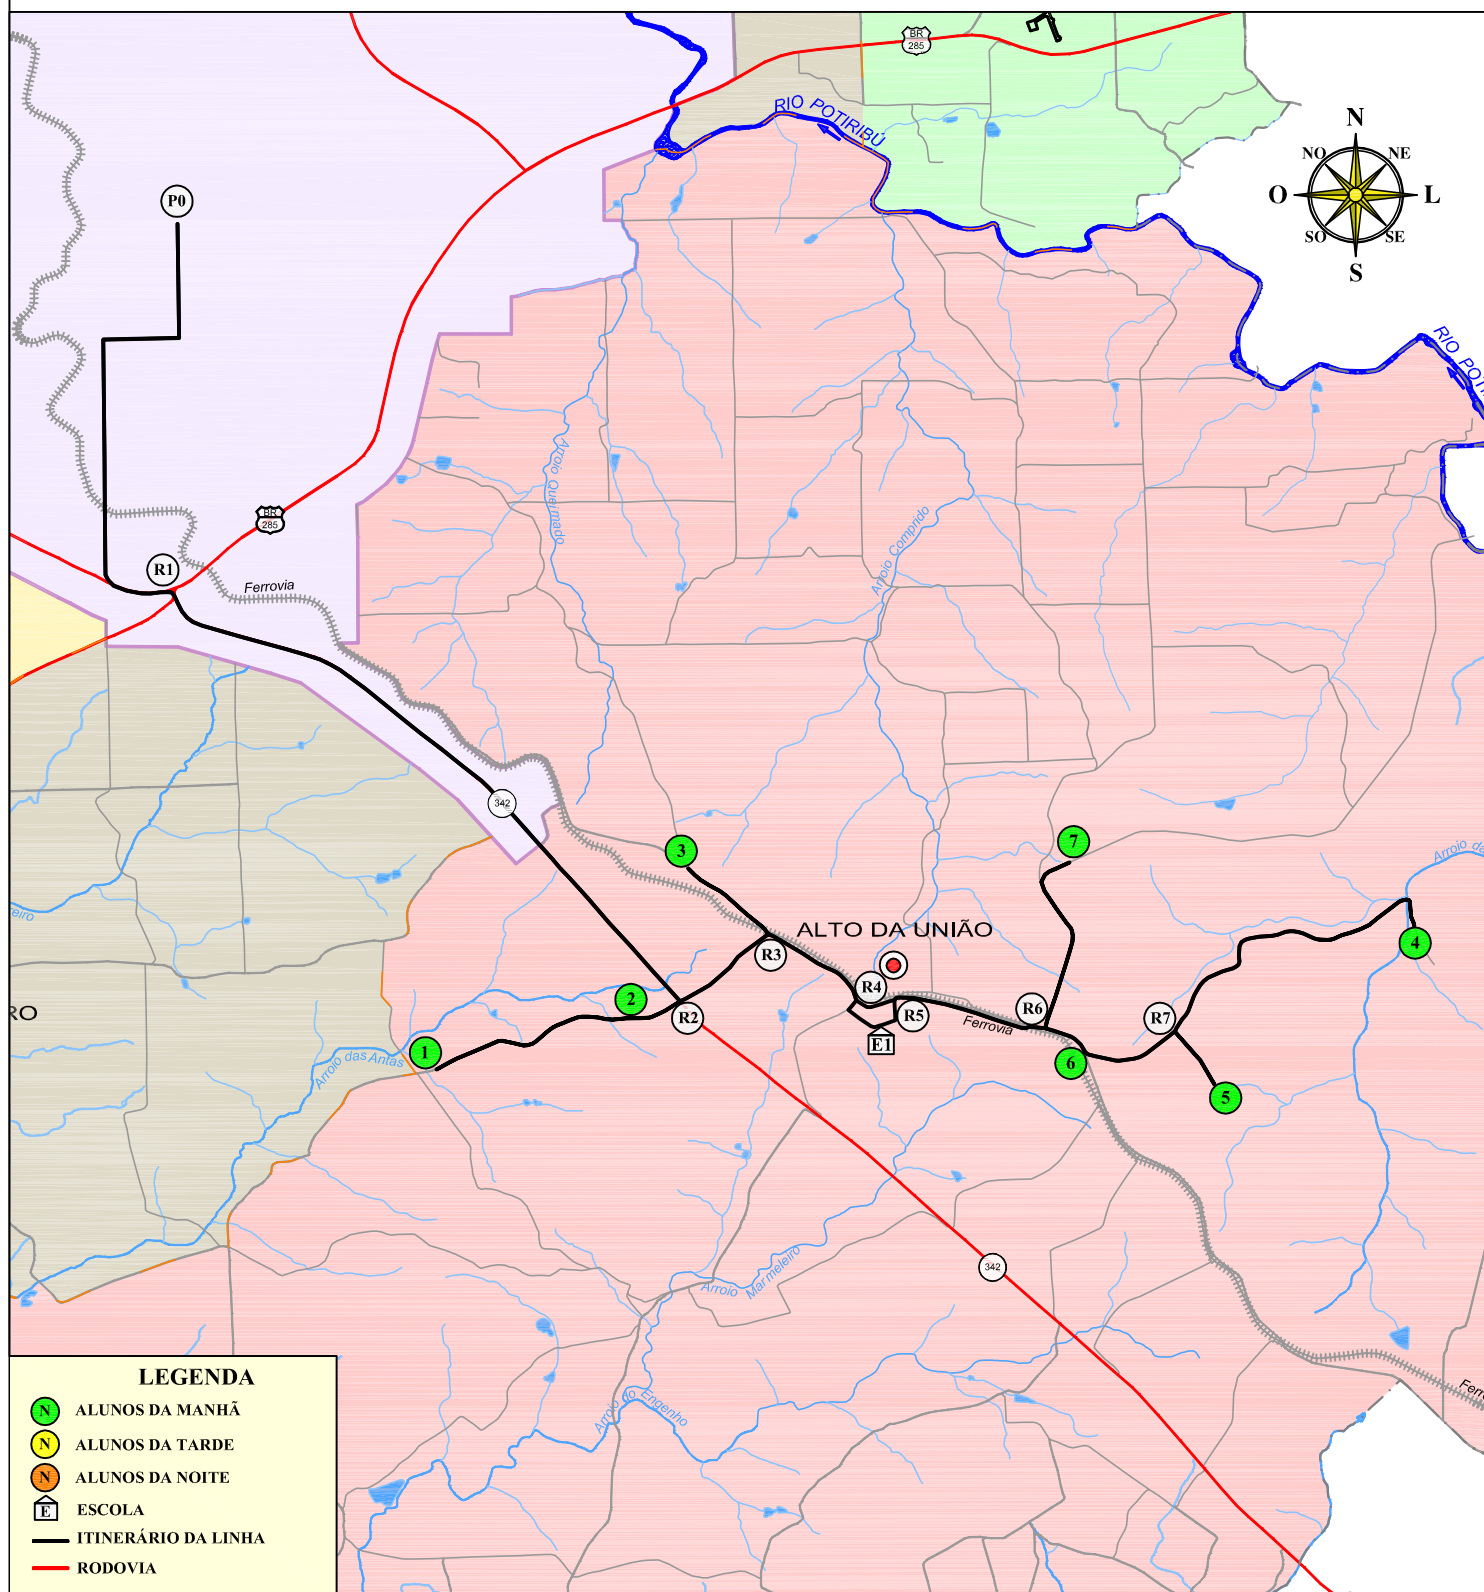 BR
285
RIO POTIRIBÚ
N
NO
NE
O
L
SO
SE
S
P0
Arroio Queimado
Arroio Comprido
BR
285
R1
Ferrovia
342
3
7
ALTO DA UNIÃO
4
R3
R4
2
R2
R5
R6
R7
Ferrovia
E1
1
6
5
Arroio das Antas
Arroio Marmeleiro
342
Arroio do Engenho
LEGENDA
N ALUNOS DA MANHÃ
N ALUNOS DA TARDE
N ALUNOS DA NOITE
E ESCOLA
ITINERÁRIO DA LINHA
RODOVIA